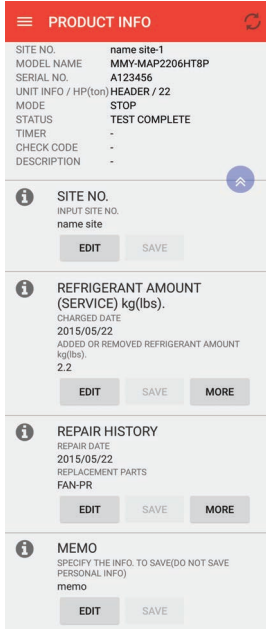 PRODUCT INFO
SITE NO. name site-1
MODEL NAME MMY-MAP2206HT8P
SERIAL NO. A123456
UNIT INFO / HP(ton) HEADER / 22
MODE STOP
STATUS TEST COMPLETE
TIMER -
CHECK CODE -
DESCRIPTION -
SITE NO.
INPUT SITE NO.
name site
EDIT SAVE
REFRIGERANT AMOUNT
(SERVICE) kg(lbs).
CHARGED DATE
2015/05/22
ADDED OR REMOVED REFRIGERANT AMOUNT
kg(lbs).
2.2
EDIT SAVE MORE
REPAIR HISTORY
REPAIR DATE
2015/05/22
REPLACEMENT PARTS
FAN-PR
EDIT SAVE MORE
MEMO
SPECIFY THE INFO. TO SAVE(DO NOT SAVE
PERSONAL INFO)
memo
EDIT SAVE